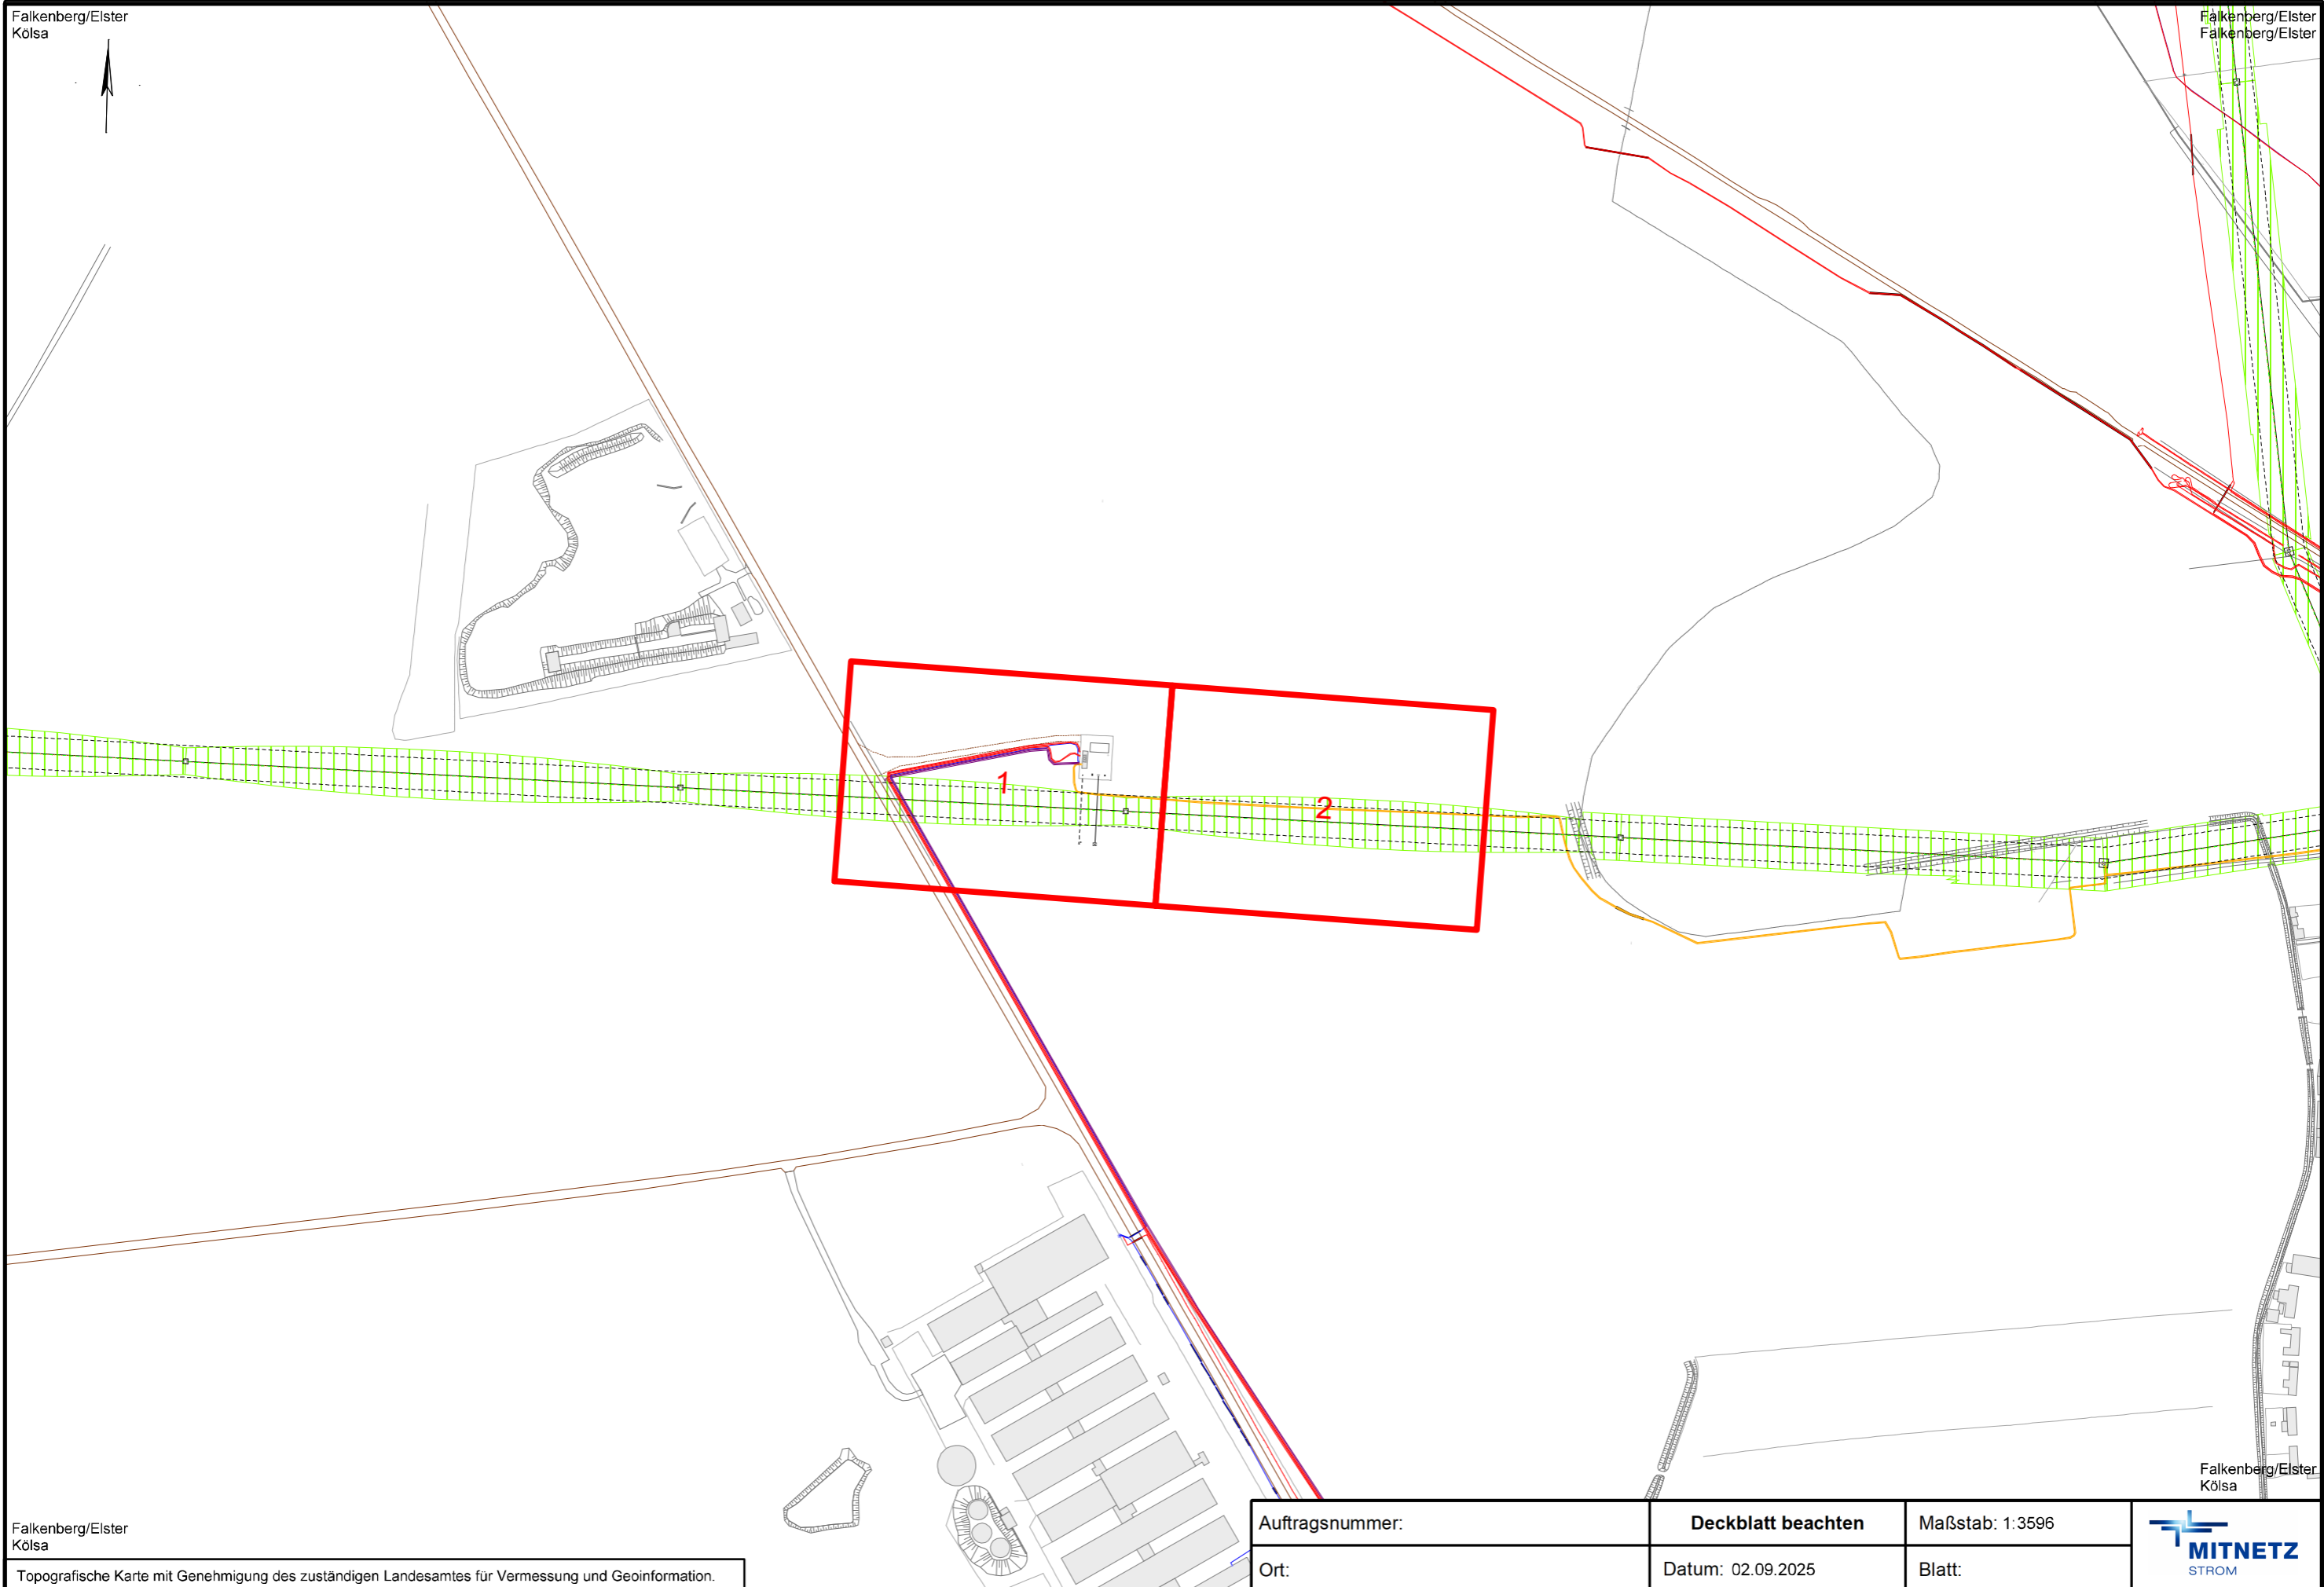 Falkenberg/Elster
Kölsa
Falkenberg/Elster
Falkenberg/Elster
1
2
Falkenberg/Elster
Kölsa
Falkenberg/Elster
Kölsa
Topografische Karte mit Genehmigung des zuständigen Landesamtes für Vermessung und Geoinformation.
Auftragsnummer:
Deckblatt beachten
Maßstab: 1:3596
Ort:
Datum: 02.09.2025
Blatt:
MITNETZ
STROM